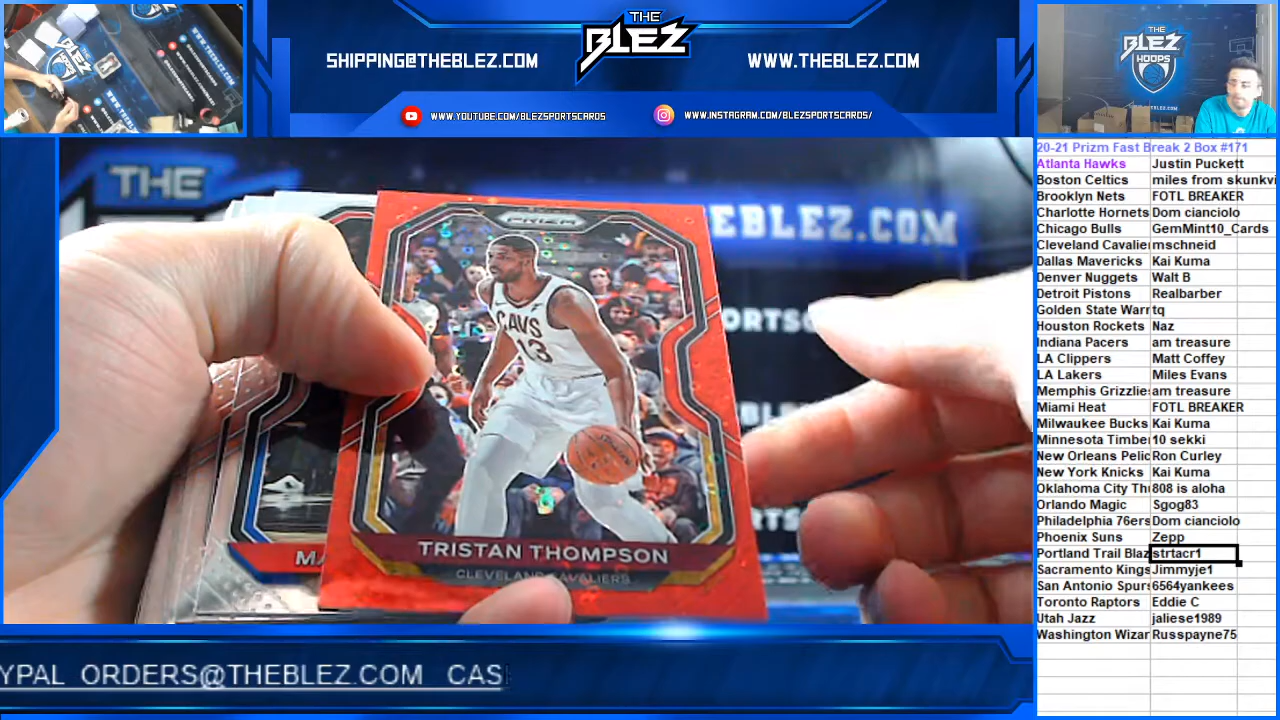 THE
BLEZ
SHIPPING@THEBLEZ.COM
WWW.THEBLEZ.COM
WWW.YOUTUBE.COM/BLEZSPORTSCARDS
WWW.INSTAGRAM.COM/BLEZSPORTSCARDS/
THE
BLEZ
HOOPS
THE
EBLEZ.COM
PRIZM
CAVS
13
TRISTAN THOMPSON
CLEVELAND CAVALIERS
MA
YPAL ORDERS@THEBLEZ.COM CAS
20-21 Prizm Fast Break 2 Box #171
Atlanta Hawks Justin Puckett
Boston Celtics miles from skunkvi
Brooklyn Nets FOTL BREAKER
Charlotte Hornets Dom cianciolo
Chicago Bulls GemMint10_Cards
Cleveland Cavalie mschneid
Dallas Mavericks Kai Kuma
Denver Nuggets Walt B
Detroit Pistons Realbarber
Golden State Warr tq
Houston Rockets Naz
Indiana Pacers am treasure
LA Clippers Matt Coffey
LA Lakers Miles Evans
Memphis Grizzlie am treasure
Miami Heat FOTL BREAKER
Milwaukee Bucks Kai Kuma
Minnesota Timbe 10 sekki
New Orleans Pelic Ron Curley
New York Knicks Kai Kuma
Oklahoma City Th 808 is aloha
Orlando Magic Sgog83
Philadelphia 76ers Dom cianciolo
Phoenix Suns Zepp
Portland Trail Blaz strtacr1
Sacramento Kings Jimmyje1
San Antonio Spur 6564yankees
Toronto Raptors Eddie C
Utah Jazz jaliese1989
Washington Wizar Russpayne75